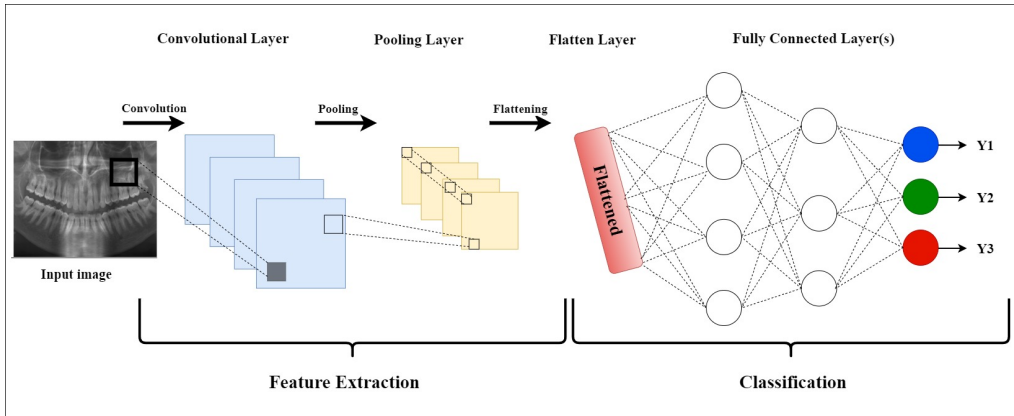 Convolutional Layer
Pooling Layer
Flatten Layer
Fully Connected Layer(s)
Convolution
Pooling
Flattening
Flattened
Y1
Y2
Y3
Input image
Feature Extraction
Classification